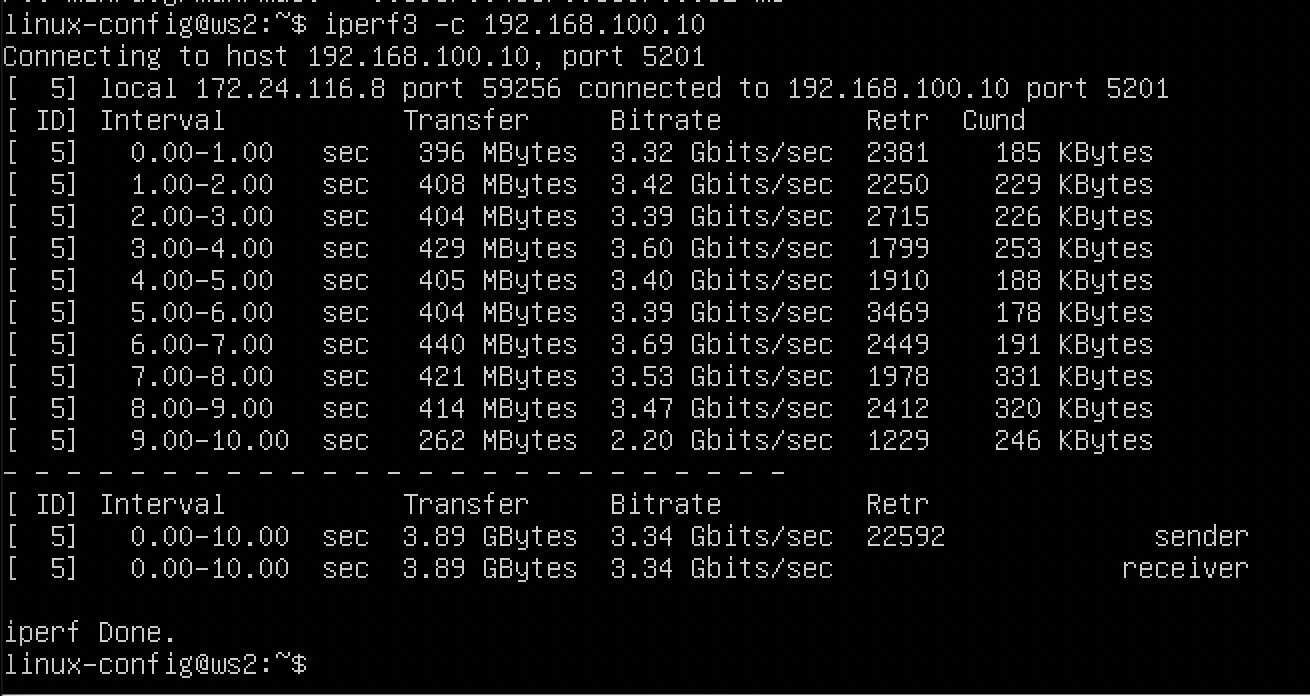 linux-config@ws2:~$ iperf3 -c 192.168.100.10
Connecting to host 192.168.100.10, port 5201
[  5] local 172.24.116.8 port 59256 connected to 192.168.100.10 port 5201
[ ID] Interval           Transfer     Bitrate         Retr  Cwnd
[  5]   0.00-1.00   sec   396 MBytes  3.32 Gbits/sec  2381    185 KBytes
[  5]   1.00-2.00   sec   408 MBytes  3.42 Gbits/sec  2250    229 KBytes
[  5]   2.00-3.00   sec   404 MBytes  3.39 Gbits/sec  2715    226 KBytes
[  5]   3.00-4.00   sec   429 MBytes  3.60 Gbits/sec  1799    253 KBytes
[  5]   4.00-5.00   sec   405 MBytes  3.40 Gbits/sec  1910    188 KBytes
[  5]   5.00-6.00   sec   404 MBytes  3.39 Gbits/sec  3469    178 KBytes
[  5]   6.00-7.00   sec   440 MBytes  3.69 Gbits/sec  2449    191 KBytes
[  5]   7.00-8.00   sec   421 MBytes  3.53 Gbits/sec  1978    331 KBytes
[  5]   8.00-9.00   sec   414 MBytes  3.47 Gbits/sec  2412    320 KBytes
[  5]   9.00-10.00  sec   262 MBytes  2.20 Gbits/sec  1229    246 KBytes
- - - - - - - - - - - - - - - - - - - - - - - - -
[ ID] Interval           Transfer     Bitrate         Retr
[  5]   0.00-10.00  sec  3.89 GBytes  3.34 Gbits/sec  22592             sender
[  5]   0.00-10.00  sec  3.89 GBytes  3.34 Gbits/sec                  receiver
iperf Done.
linux-config@ws2:~$